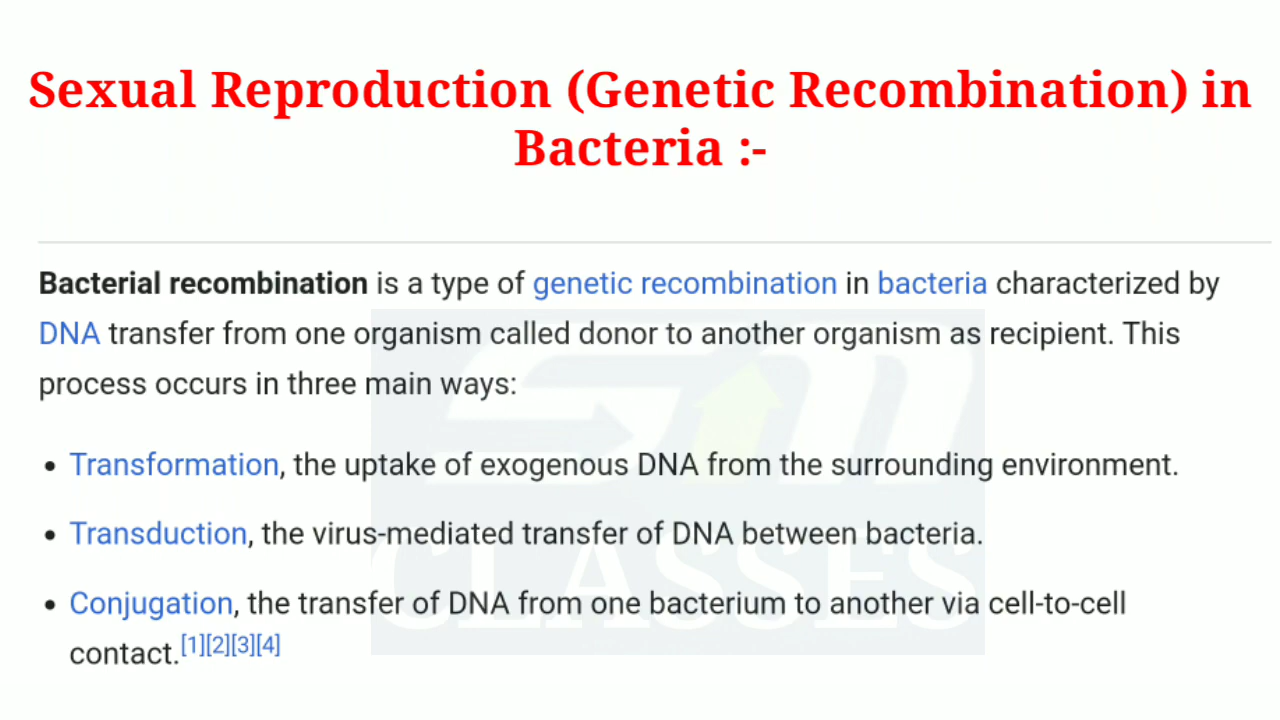 Sexual Reproduction (Genetic Recombination) in
Bacteria :-
Bacterial recombination is a type of genetic recombination in bacteria characterized by
DNA transfer from one organism called donor to another organism as recipient. This
process occurs in three main ways:
• Transformation, the uptake of exogenous DNA from the surrounding environment.
• Transduction, the virus-mediated transfer of DNA between bacteria.
• Conjugation, the transfer of DNA from one bacterium to another via cell-to-cell
contact.[1][2][3][4]
CLASSES